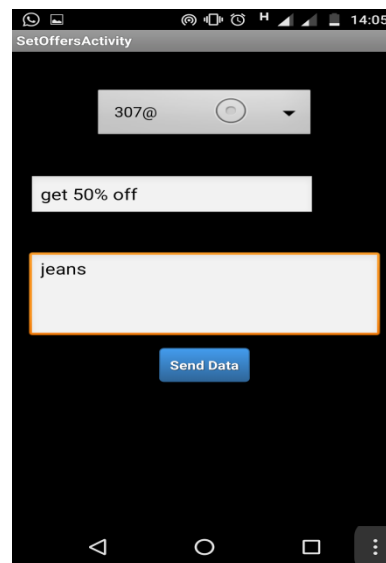 H 14:05
SetOffersActivity
307@
get 50% off
jeans
Send Data